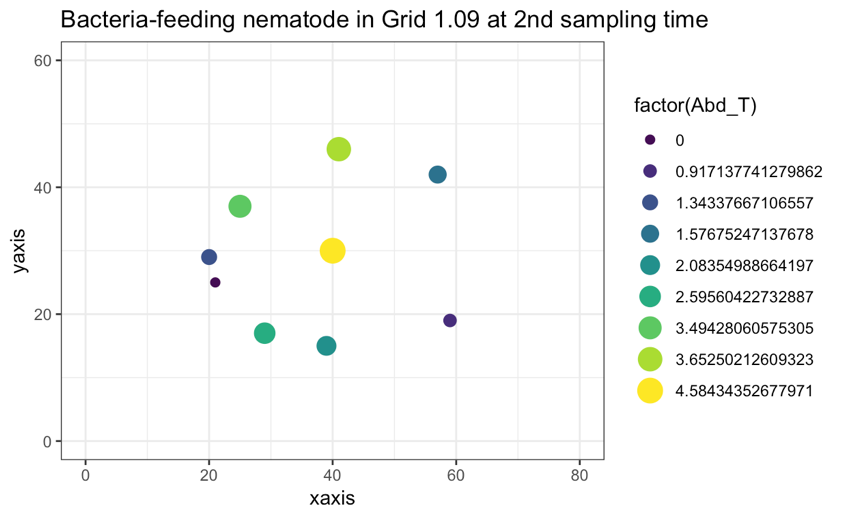 Bacteria-feeding nematode in Grid 1.09 at 2nd sampling time
60
40
20
0
yaxis
0 20 40 60 80
xaxis
factor(Abd_T)
0
0.917137741279862
1.34337667106557
1.57675247137678
2.08354988664197
2.59560422732887
3.49428060575305
3.65250212609323
4.58434352677971